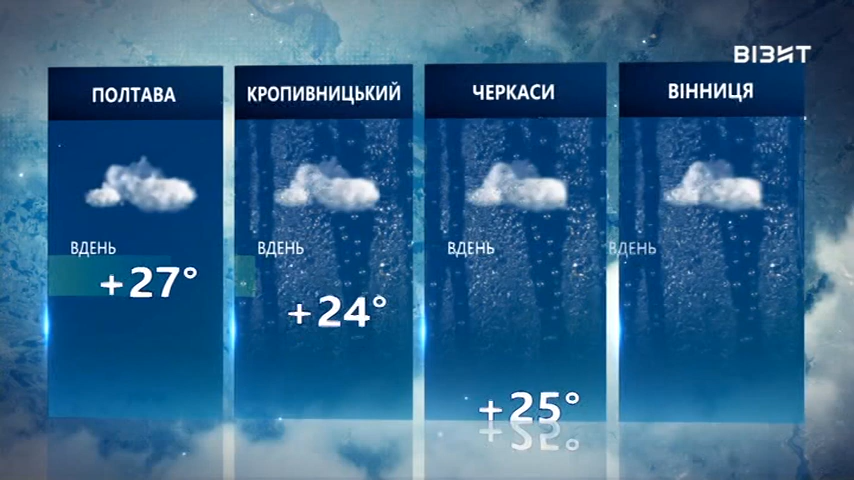 ВІЗИТ
ПОЛТАВА
ВДЕНЬ
+27°
КРОПИВНИЦЬКИЙ
ВДЕНЬ
+24°
ЧЕРКАСИ
ВДЕНЬ
+25°
ВІННИЦЯ
ВДЕНЬ